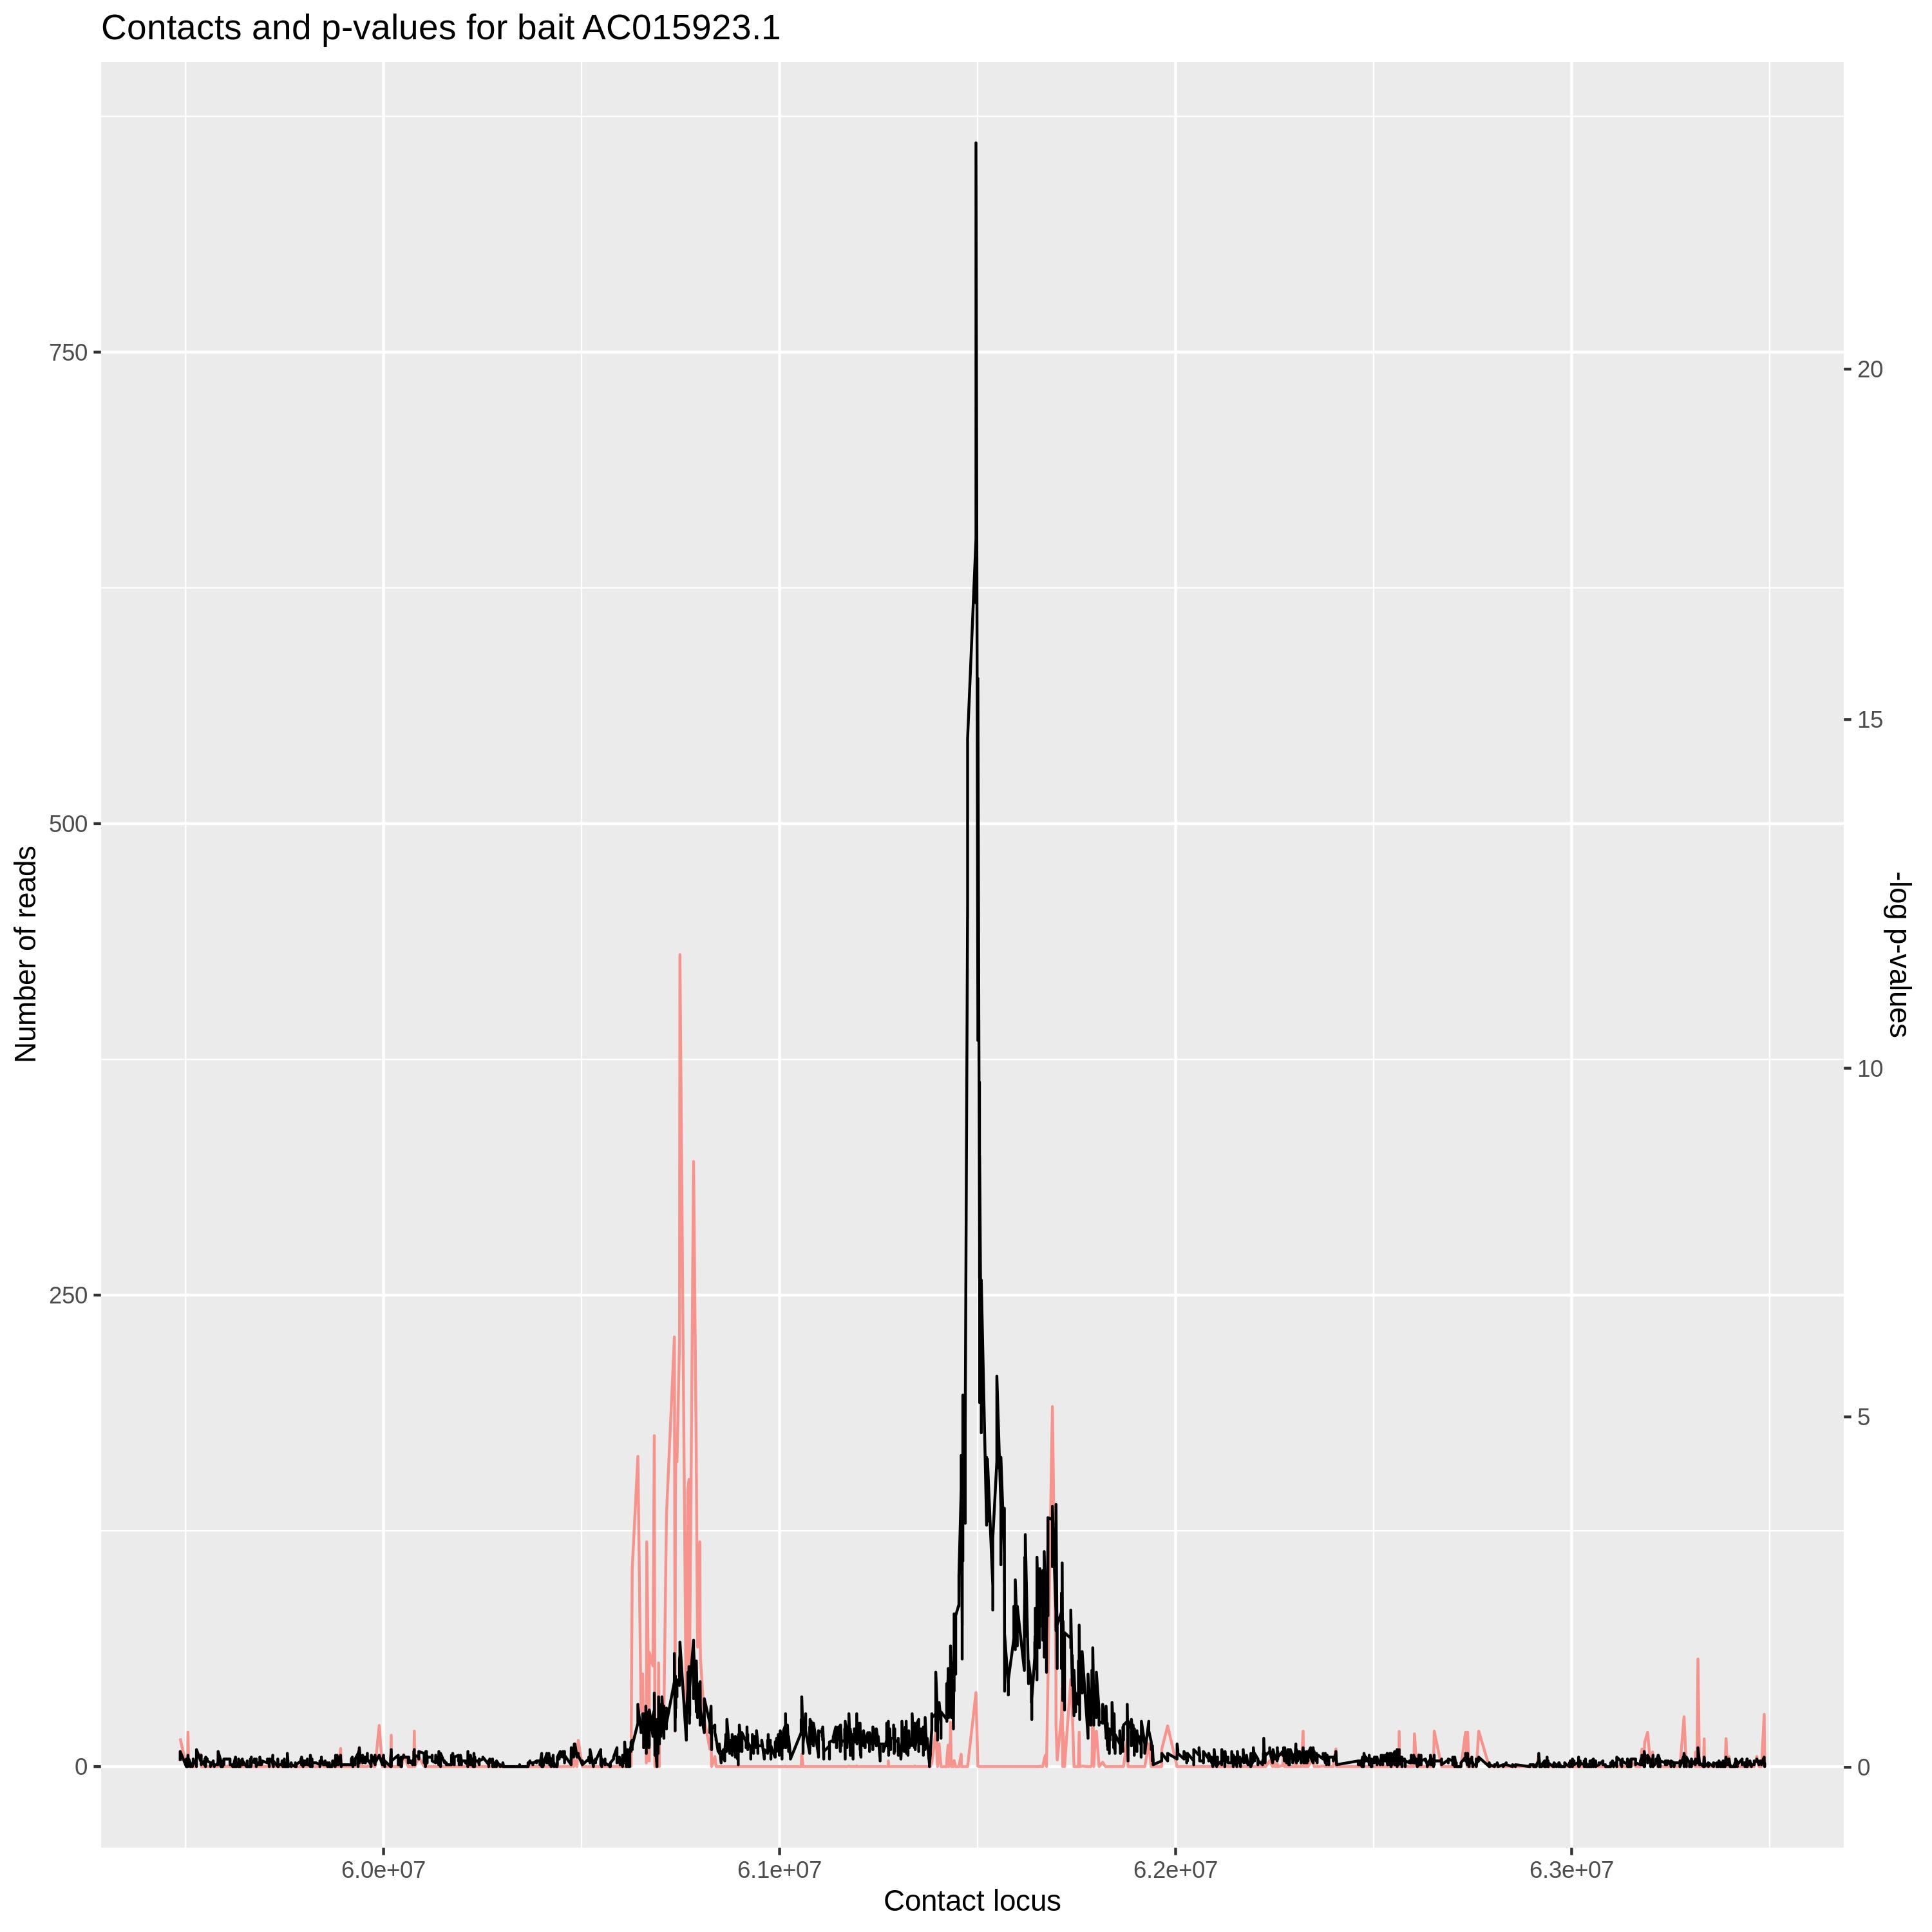 Contacts and p-values for bait AC015923.1
750
500
250
0
Number of reads
20
15
10
5
0
-log p-values
6.0e+07 6.1e+07 6.2e+07 6.3e+07
Contact locus